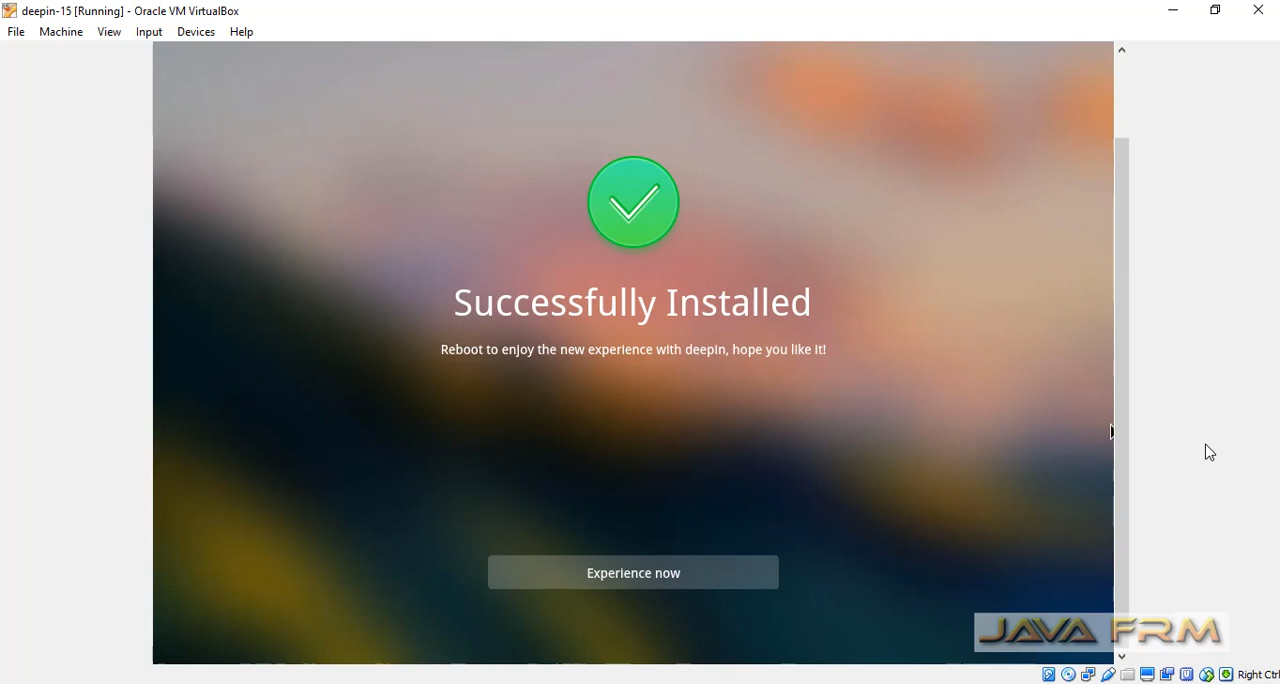 deepin-15 [Running] - Oracle VM VirtualBox
File Machine View Input Devices Help
Successfully Installed
Reboot to enjoy the new experience with deepin, hope you like it!
Experience now
JAVA FRM
Right Ctrl